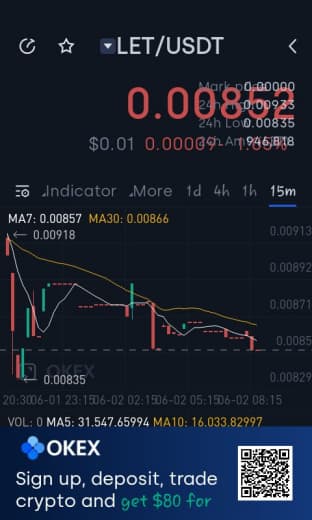 LET/USDT
Mark price 0.00000
0.00852
24h High 0.00933
24h Low 0.00835
24h Am 946,818
$0.01 0.00009
Indicator More 1d 4h 1h 15m
MA7: 0.00857 MA30: 0.00866
0.00918
0.00913
0.00892
0.00871
0.0085
0.00835
0.00829
OKEX
20:30 06-01 23:15 06-02 02:15 06-02 05:15 06-02 08:15
VOL: 0 MA5: 31,547.65994 MA10: 16,033.82997
OKEX
Sign up, deposit, trade
crypto and get $80 for